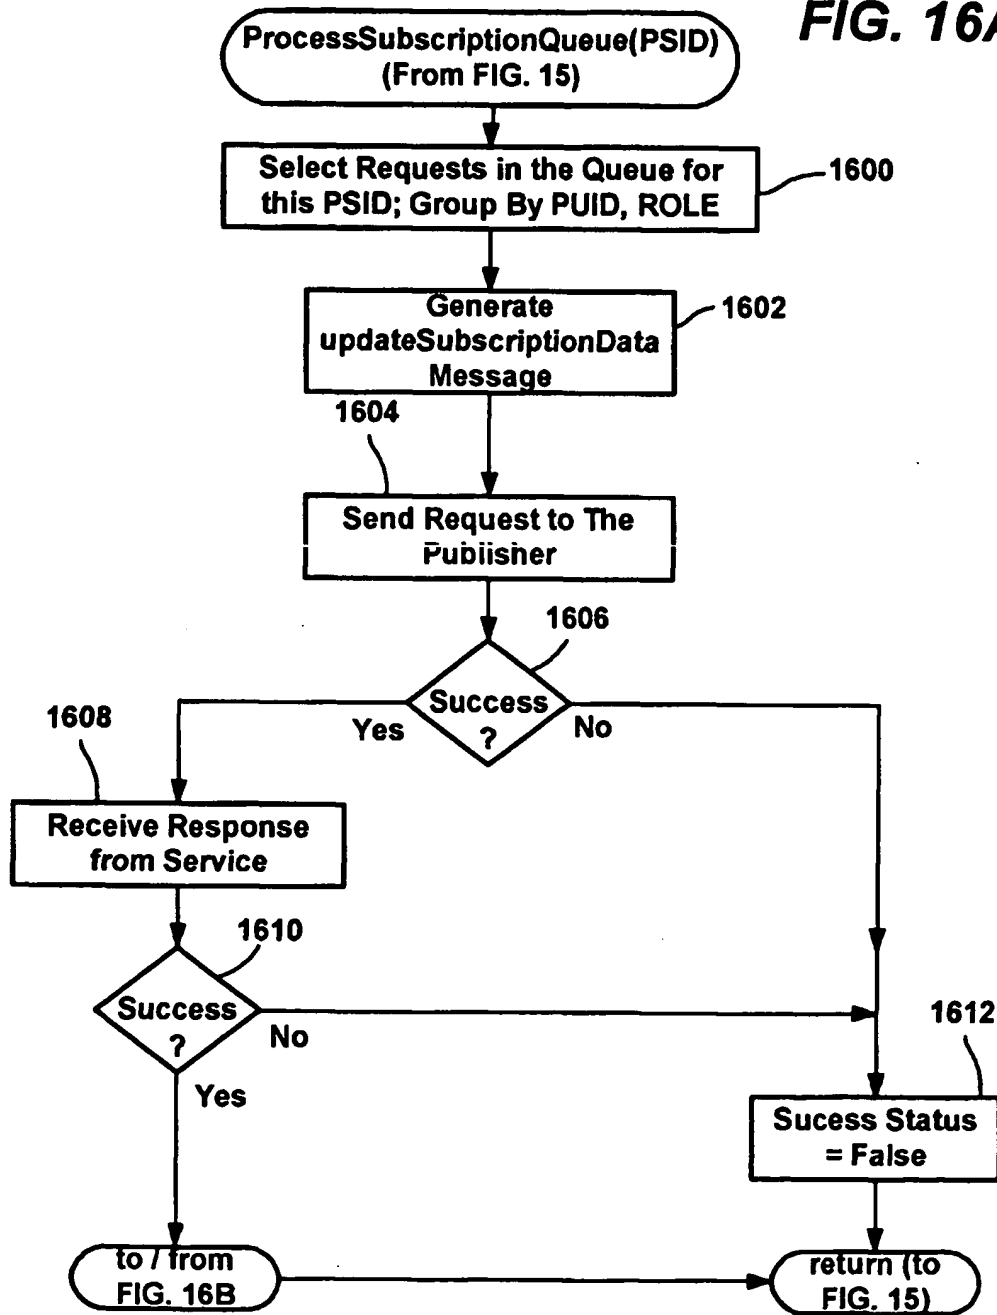 FIG. 16A
ProcessSubscriptionQueue(PSID)
(From FIG. 15)
Select Requests in the Queue for
this PSID; Group By PUID, ROLE
1600
Generate
updateSubscriptionData
Message
1602
1604
Send Request to The
Publisher
1606
Success
?
Yes
No
1608
Receive Response
from Service
1610
Success
?
No
Yes
1612
Sucess Status
= False
to / from
FIG. 16B
return (to
FIG. 15)